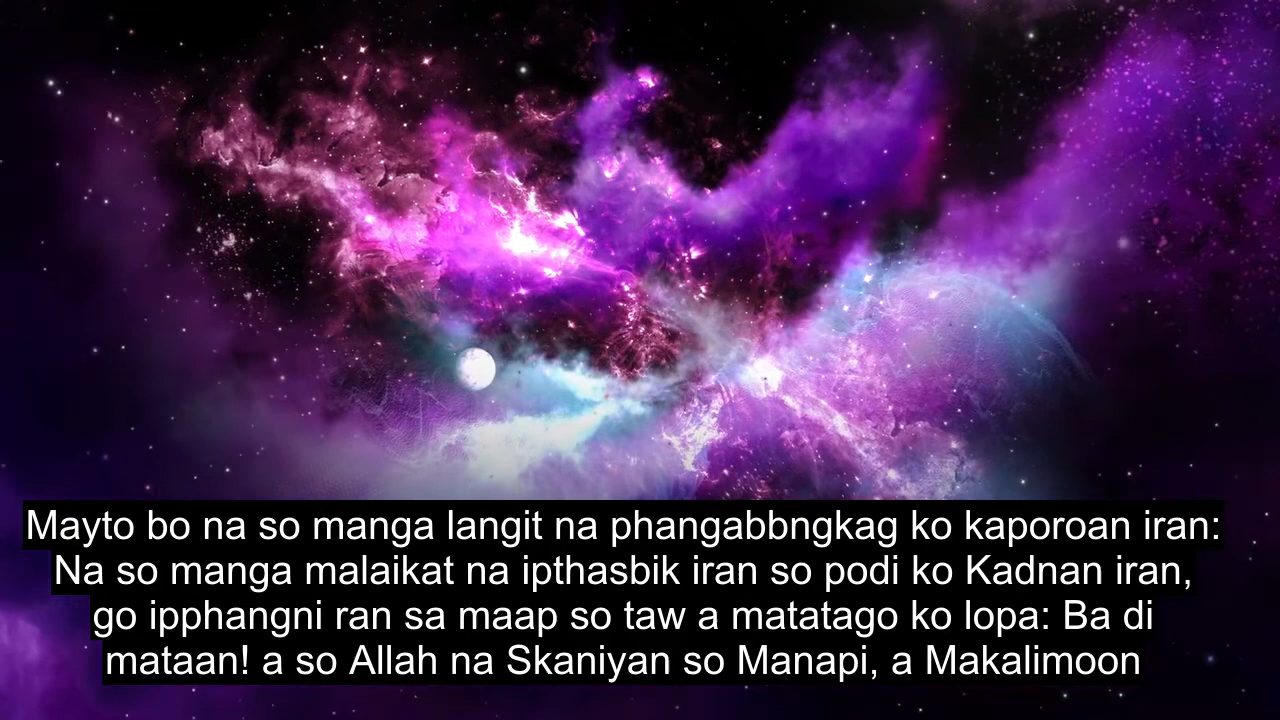 Mayto bo na so manga langit na phangabbngkag ko kaporoan iran:
Na so manga malaikat na ipthasbik iran so podi ko Kadnan iran,
go ipphangni ran sa maap so taw a matatago ko lopa: Ba di
mataan! a so Allah na Skaniyan so Manapi, a Makalimoon